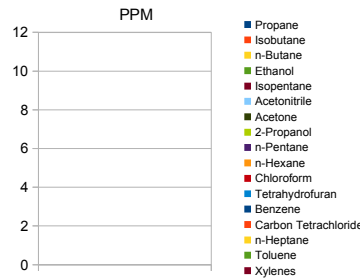 PPM
12
10
8
6
4
2
0
Propane
Isobutane
n-Butane
Ethanol
Isopentane
Acetonitrile
Acetone
2-Propanol
n-Pentane
n-Hexane
Chloroform
Tetrahydrofuran
Benzene
Carbon Tetrachloride
n-Heptane
Toluene
Xylenes